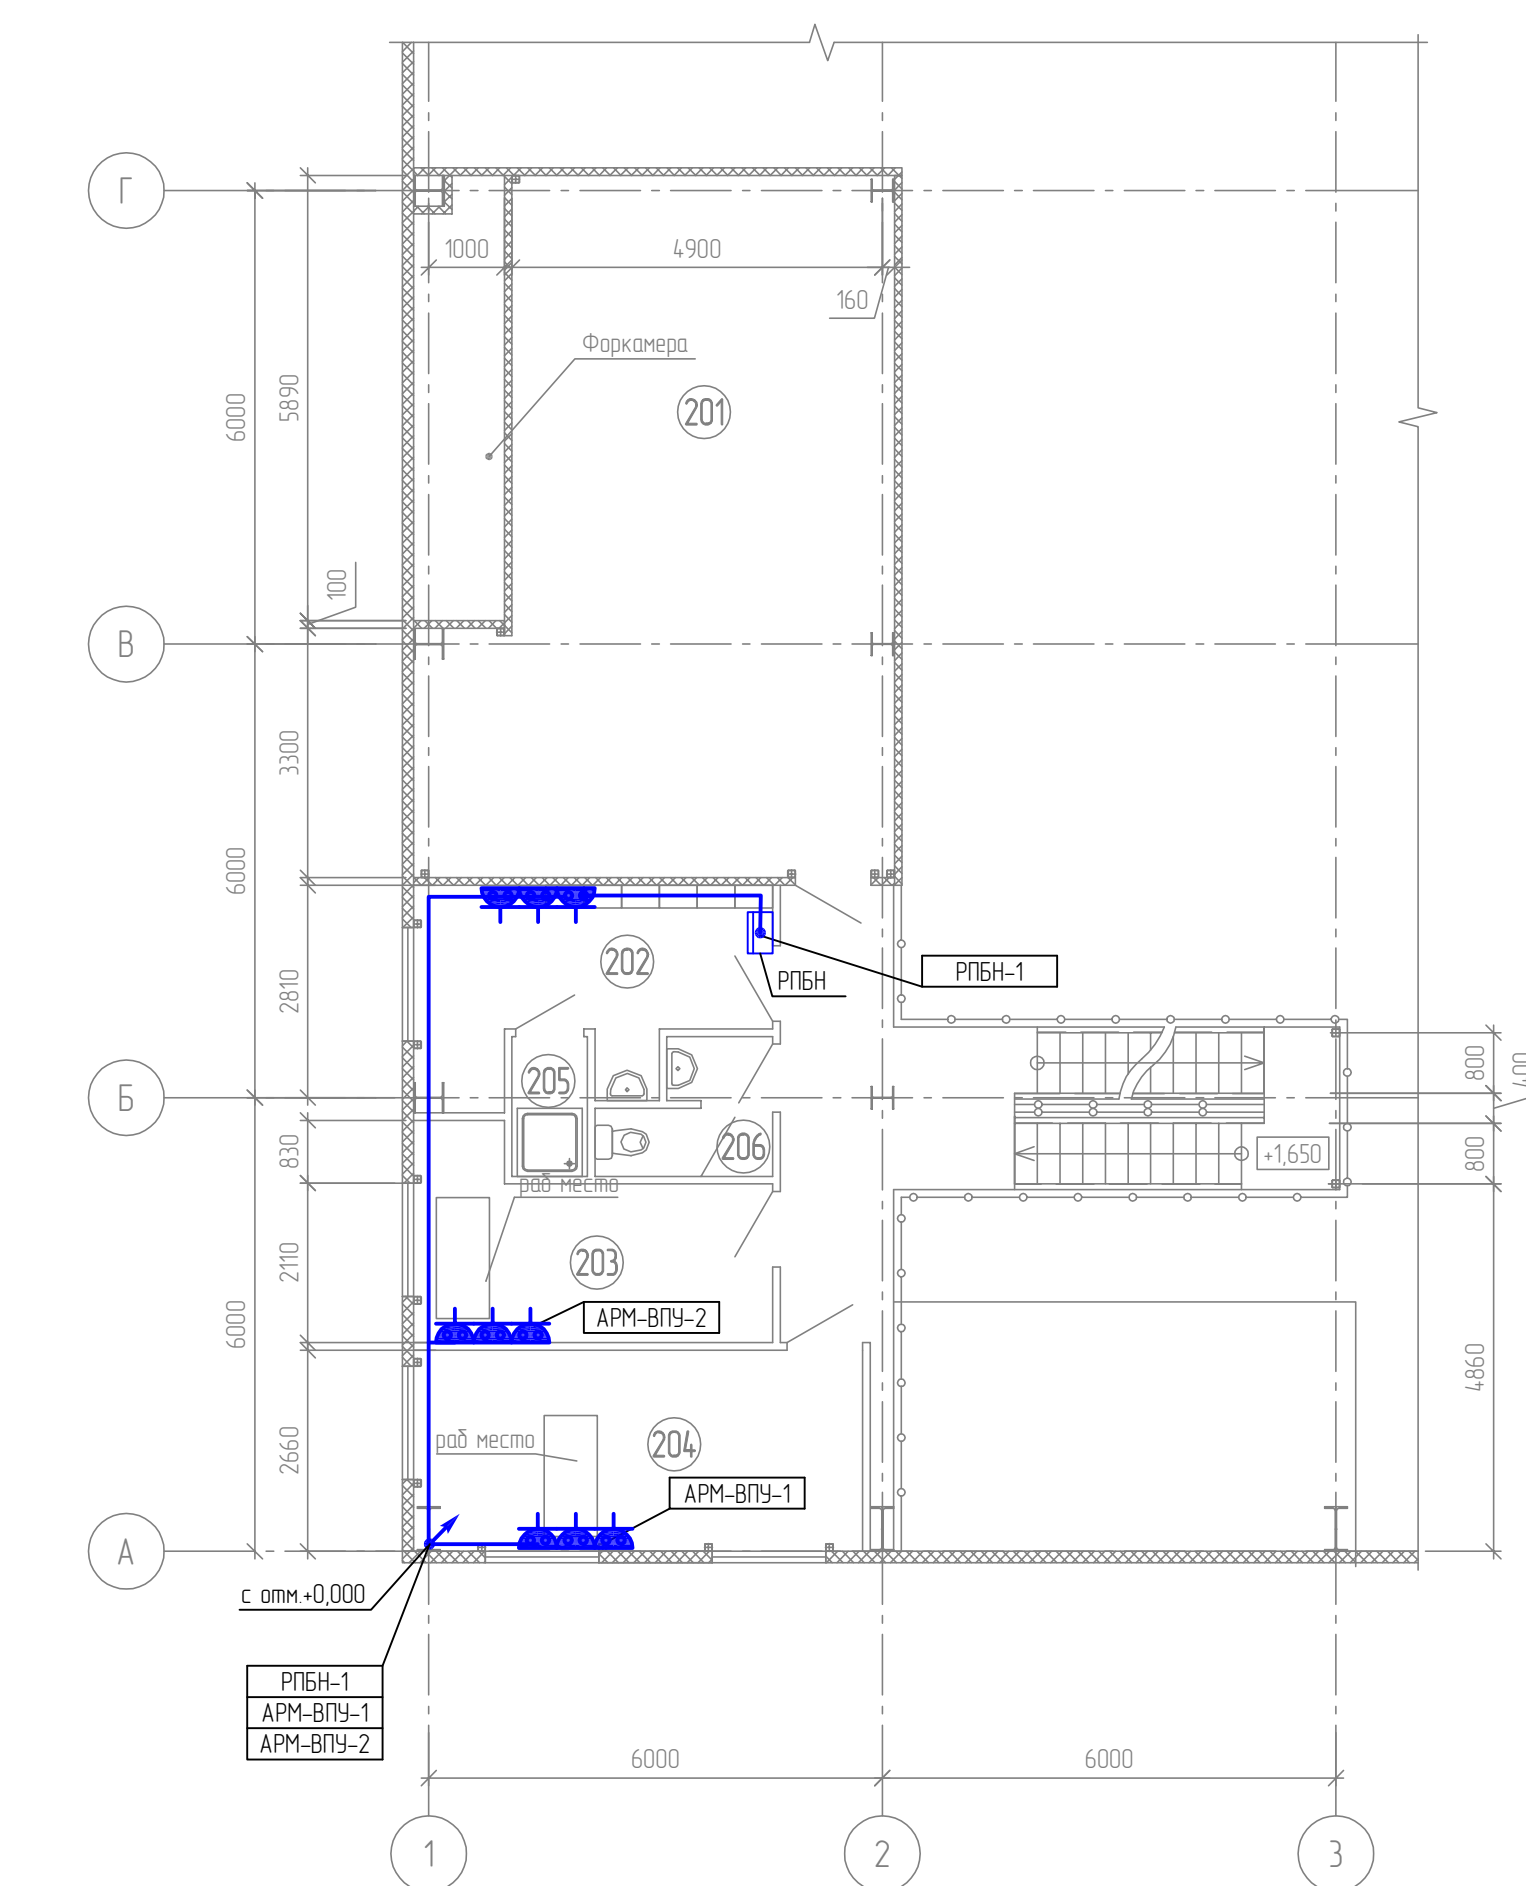 Г
1000
4900
160
Форкамера
201
6000
5890
100
В
3300
6000
202
РПБН-1
РПБН
2810
800
400
Б
205
206
830
+1,650
800
раб место
203
2110
АРМ-ВПУ-2
6000
4860
204
раб место
2660
АРМ-ВПУ-1
А
с отм.+0,000
РПБН-1
АРМ-ВПУ-1
АРМ-ВПУ-2
6000
6000
1
2
3